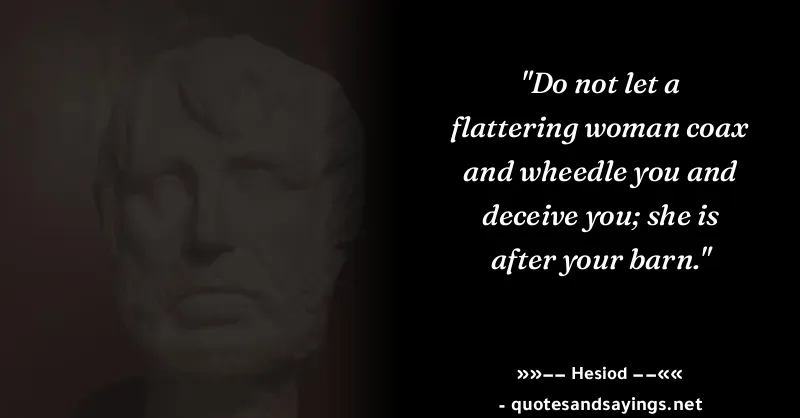 "Do not let a
flattering woman coax
and wheedle you and
deceive you; she is
after your barn."
»»−− Hesiod −−««
- quotesandsayings.net